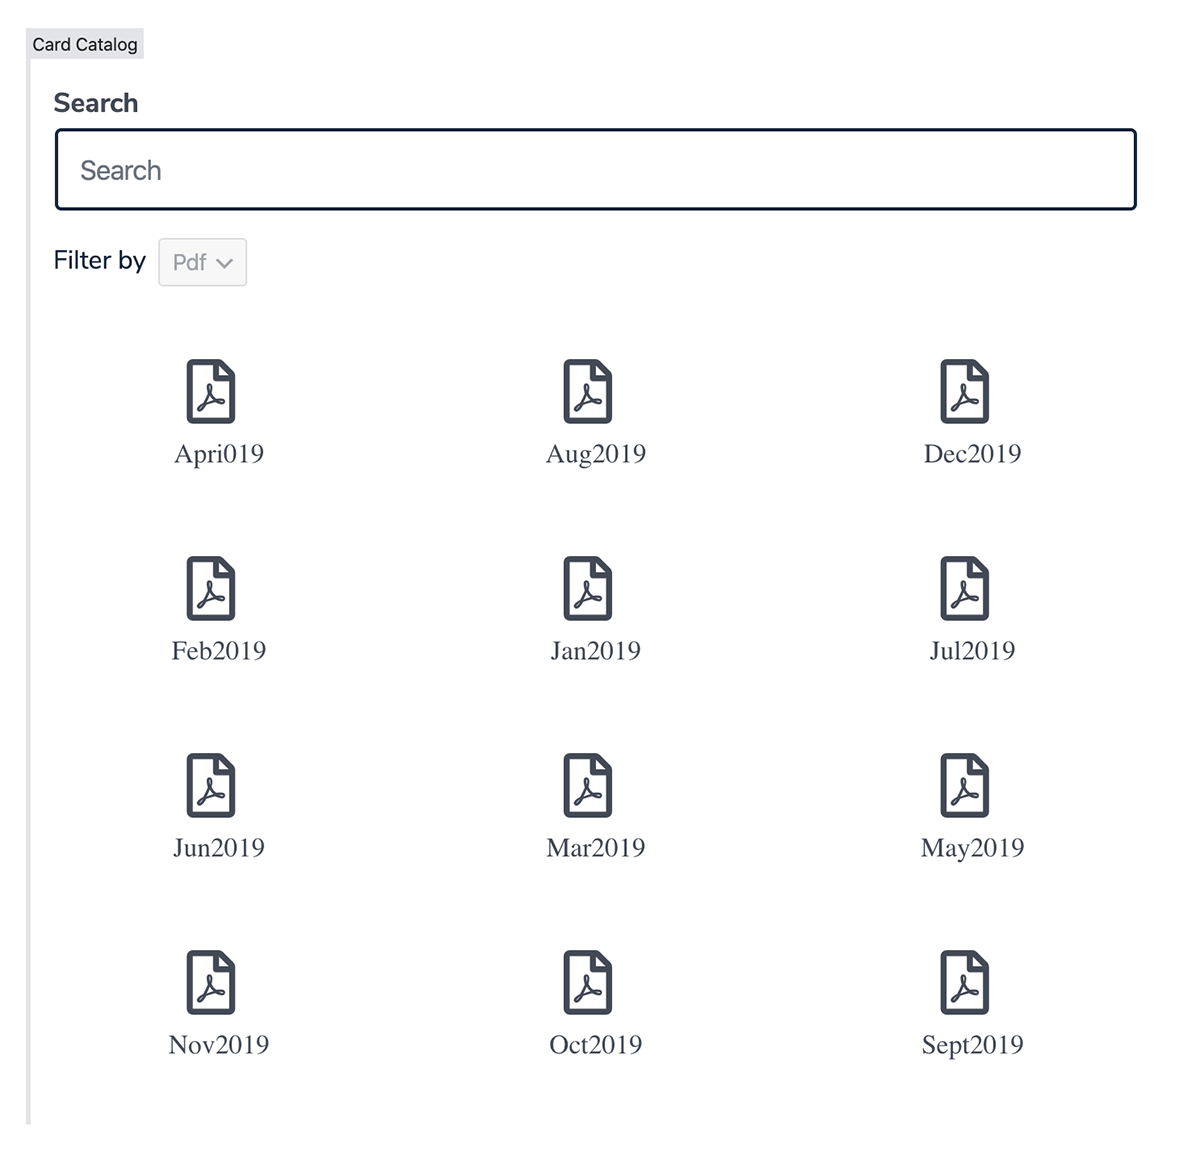 Card Catalog
Search
Search
Filter by Pdf
Apri019 Aug2019 Dec2019
Feb2019 Jan2019 Jul2019
Jun2019 Mar2019 May2019
Nov2019 Oct2019 Sept2019